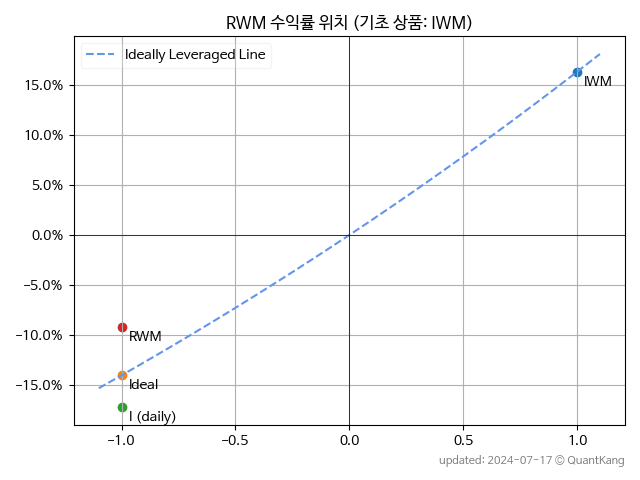 RWM 수익률 위치 (기초 상품: IWM)
Ideally Leveraged Line
15.0%
10.0%
5.0%
0.0%
−5.0%
−10.0%
−15.0%
IWM
RWM
Ideal
I (daily)
−1.0
−0.5
0.0
0.5
1.0
updated: 2024-07-17 © QuantKang